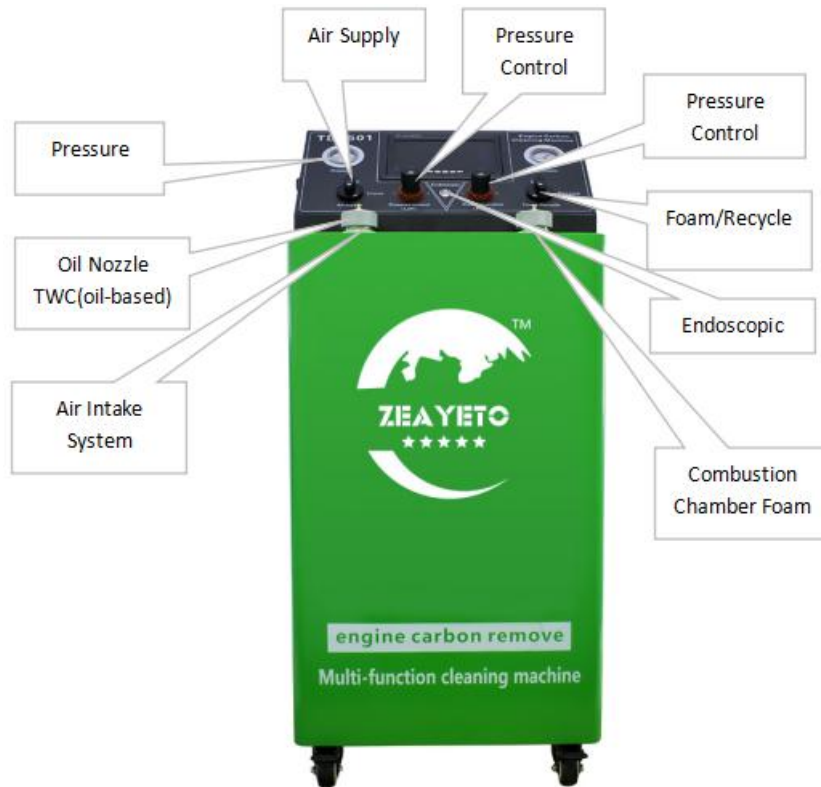 Air Supply
Pressure
Control
Pressure
Control
Pressure
Foam/Recycle
Oil Nozzle
TWC(oil-based)
Endoscopic
Air Intake
System
Combustion
Chamber Foam
TM
ZEAYETO
engine carbon remove
Multi-function cleaning machine